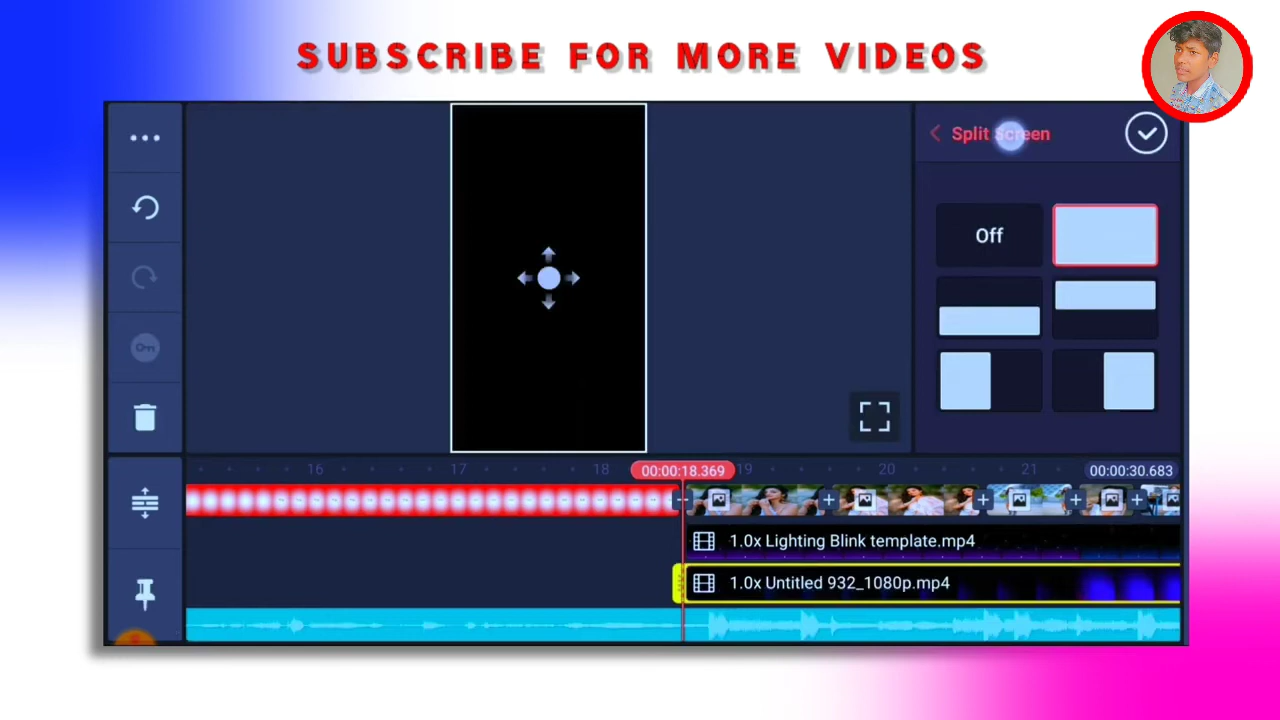 SUBSCRIBE FOR MORE VIDEOS
Split Screen
Off
16 17 18 00:00:18.369 19 20 21 00:00:30.683
1.0x Lighting Blink template.mp4
1.0x Untitled 932_1080p.mp4